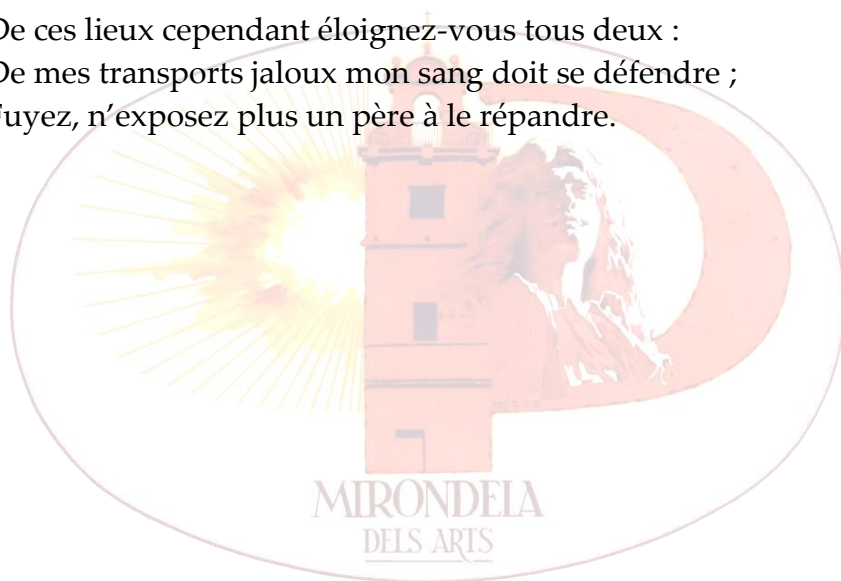 De ces lieux cependant éloignez-vous tous deux :
De mes transports jaloux mon sang doit se défendre ;
Fuyez, n’exposez plus un père à le répandre.
MIRONDELA
DELS ARTS